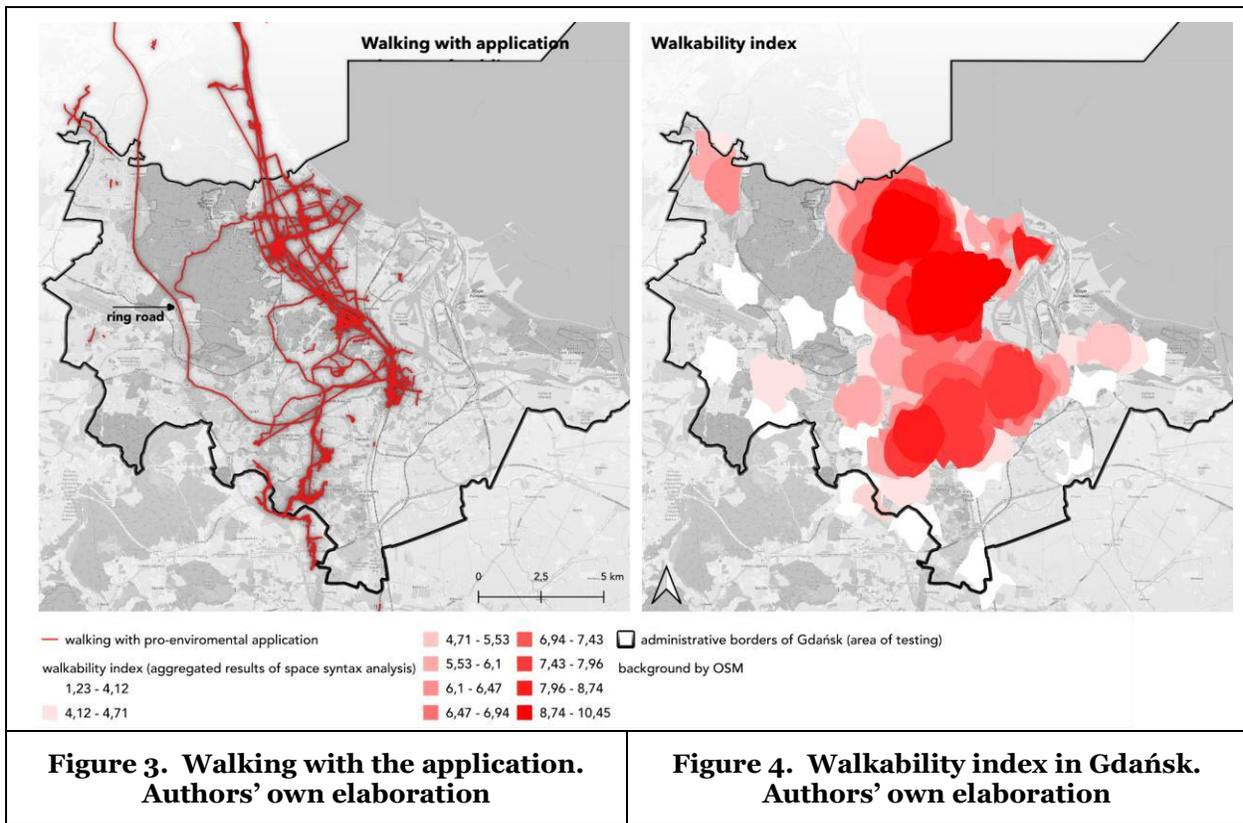 Walking with application
Walkability index
ring road
0 2,5 5 km
walking with pro-enviromental application
walkability index (aggregated results of space syntax analysis)
1,23 - 4,12
4,12 - 4,71
4,71 - 5,53
5,53 - 6,1
6,1 - 6,47
6,47 - 6,94
6,94 - 7,43
7,43 - 7,96
7,96 - 8,74
8,74 - 10,45
administrative borders of Gdańsk (area of testing)
background by OSM
Figure 3. Walking with the application.
Authors’ own elaboration
Figure 4. Walkability index in Gdańsk.
Authors’ own elaboration